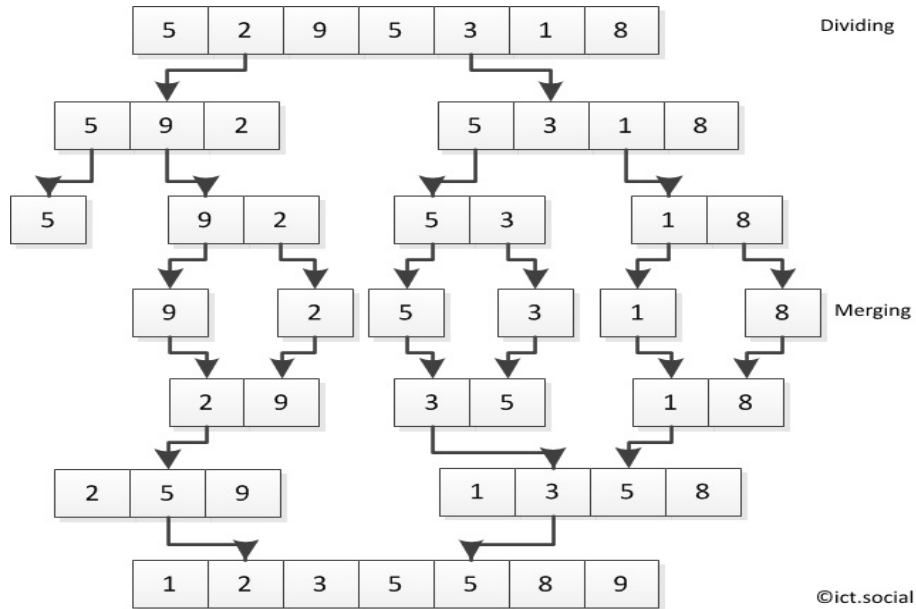 5 2 9 5 3 1 8 Dividing
5 9 2 5 3 1 8
5 9 2 5 3 1 8
9 2 5 3 1 8 Merging
2 9 3 5 1 8
2 5 9 1 3 5 8
1 2 3 5 5 8 9
©ict.social